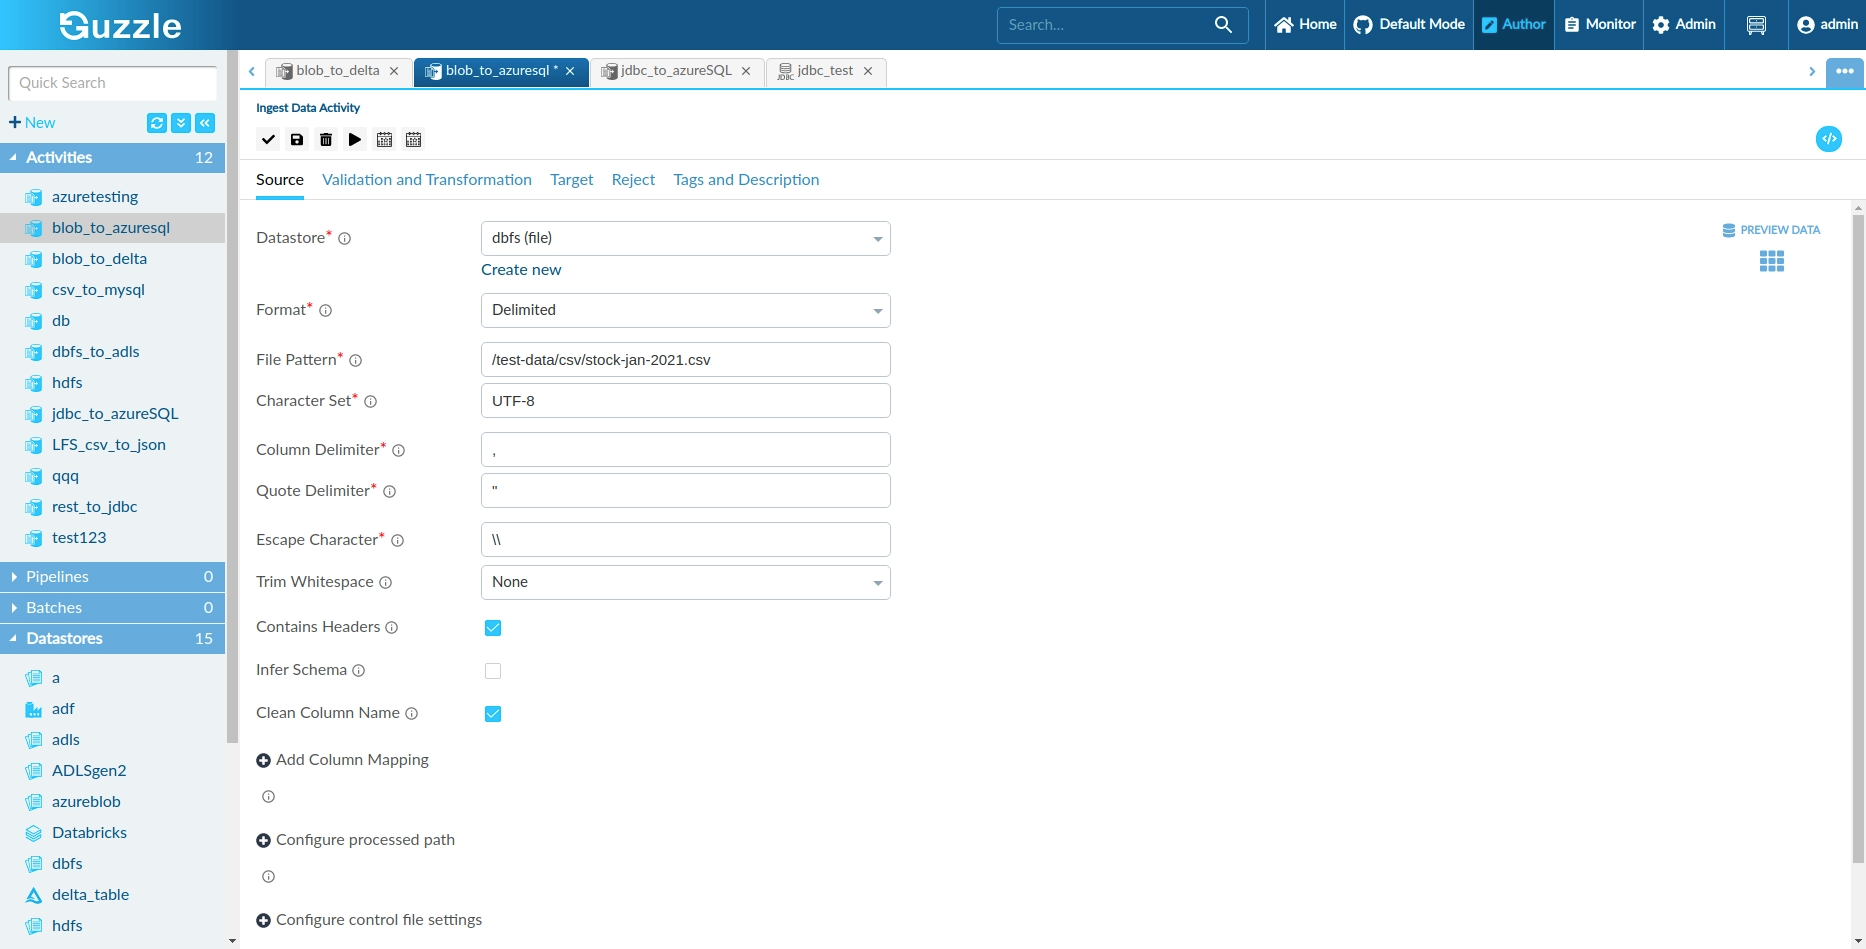 Guzzle
Search...
Home
Default Mode
Author
Monitor
Admin
admin
Quick Search
New
Activities 12
azuretesting
blob_to_azuresql
blob_to_delta
csv_to_mysql
db
dbfs_to_adls
hdfs
jdbc_to_azureSQL
LFS_csv_to_json
qqq
rest_to_jdbc
test123
Pipelines 0
Batches 0
Datastores 15
a
adf
adls
ADLSgen2
azureblob
Databricks
dbfs
delta_table
hdfs
blob_to_delta
blob_to_azuresql *
jdbc_to_azureSQL
JDBC jdbc_test
Ingest Data Activity
Source
Validation and Transformation
Target
Reject
Tags and Description
PREVIEW DATA
Datastore* dbfs (file)
Create new
Format* Delimited
File Pattern* /test-data/csv/stock-jan-2021.csv
Character Set* UTF-8
Column Delimiter* ,
Quote Delimiter* "
Escape Character* \\
Trim Whitespace None
Contains Headers
Infer Schema
Clean Column Name
Add Column Mapping
Configure processed path
Configure control file settings